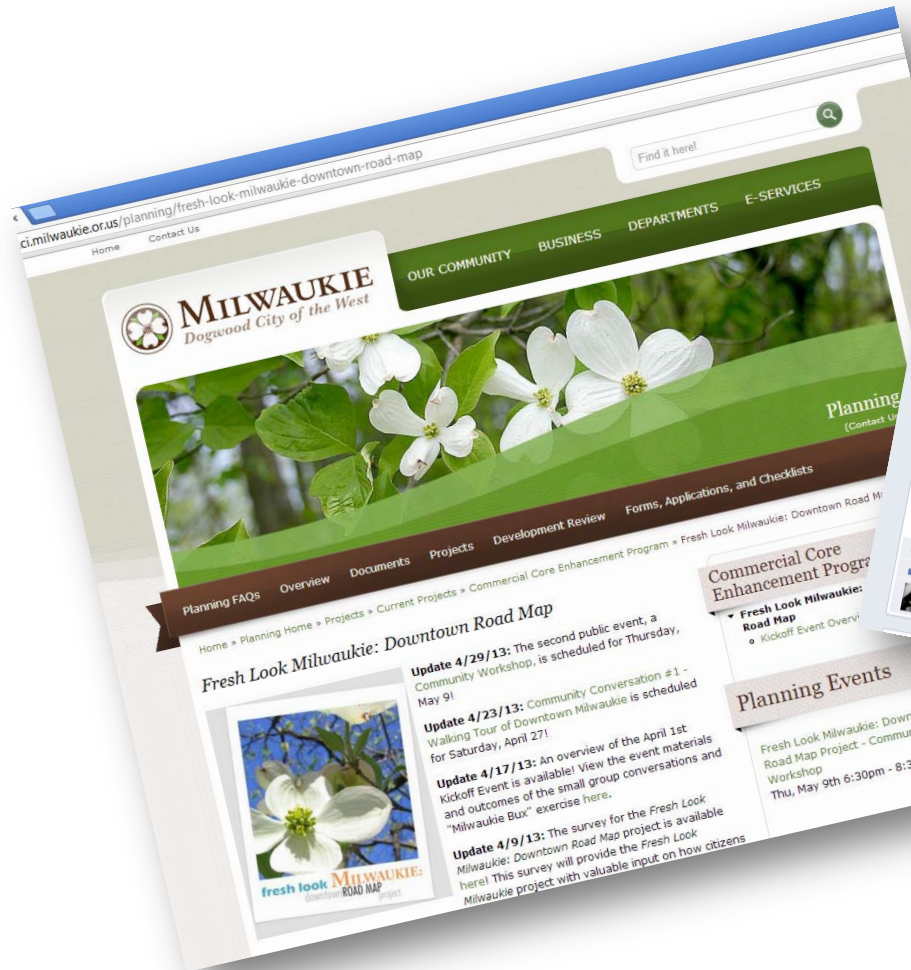 ci.milwaukie.or.us/planning/fresh-look-milwaukie-downtown-road-map
Home Contact Us
Find it here!
MILWAUKIE
Dogwood City of the West
OUR COMMUNITY BUSINESS DEPARTMENTS E-SERVICES
Planning
(Contact
Planning FAQs Overview Documents Projects Development Review Forms, Applications, and Checklists
Home » Planning Home » Projects » Current Projects » Commercial Core Enhancement Program » Fresh Look Milwaukie: Downtown Road
Fresh Look Milwaukie: Downtown Road Map
fresh look MILWAUKIE:
downtown ROAD MAP
project
Update 4/29/13: The second public event, a
Community Workshop, is scheduled for Thursday,
May 9!
Update 4/23/13: Community Conversation #1 -
Walking Tour of Downtown Milwaukie is scheduled
for Saturday, April 27!
Update 4/17/13: An overview of the April 1st
Kickoff Event is available! View the event materials
and outcomes of the small group conversations and
"Milwaukie Bux" exercise here.
Update 4/9/13: The survey for the Fresh Look
Milwaukie: Downtown Road Map project is available
here! This survey will provide the Fresh Look
Milwaukie project with valuable input on how citizens
Commercial Core
Enhancement
Fresh Look Milwaukie:
Road Map
Kickoff Event
Planning Events
Fresh Look Milwaukie:
Road Map Project -
Workshop
Thu, May 9th 6:30pm -